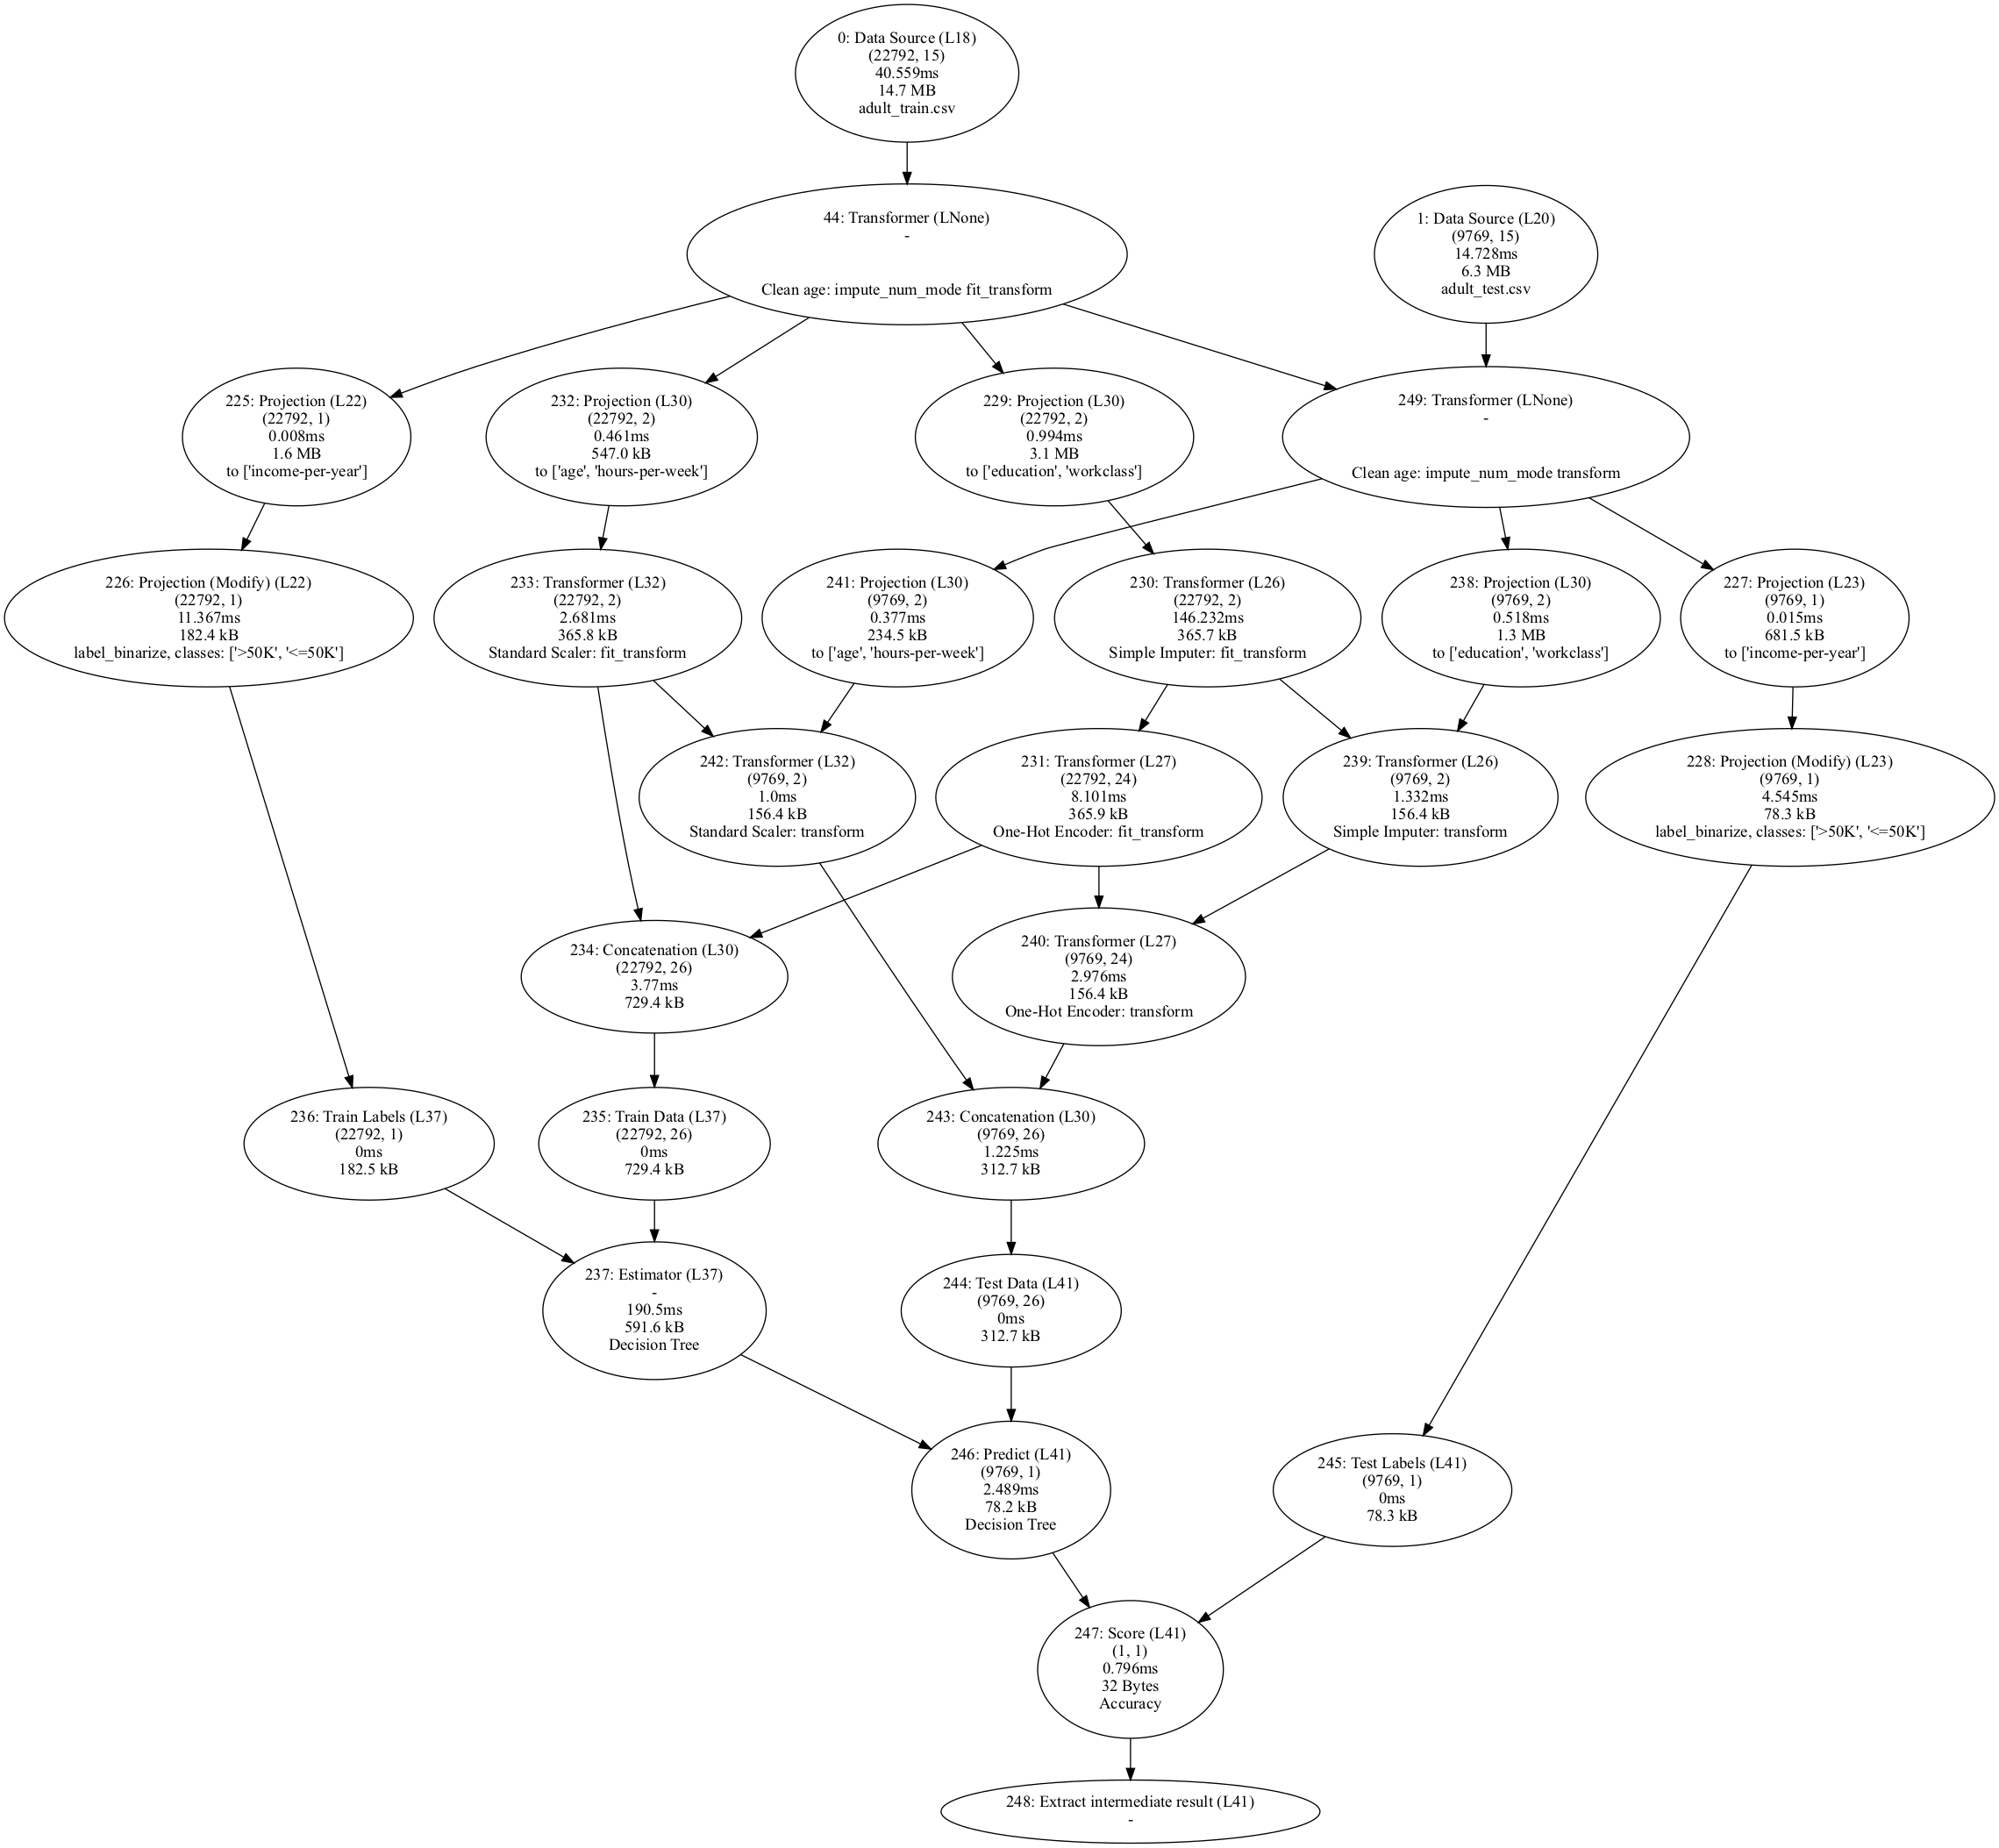 0: Data Source (L18)
(22792, 15)
40.559ms
14.7 MB
adult_train.csv
44: Transformer (LNone)
-
Clean age: impute_num_mode fit_transform
1: Data Source (L20)
(9769, 15)
14.728ms
6.3 MB
adult_test.csv
225: Projection (L22)
(22792, 1)
0.008ms
1.6 MB
to ['income-per-year']
232: Projection (L30)
(22792, 2)
0.461ms
547.0 kB
to ['age', 'hours-per-week']
229: Projection (L30)
(22792, 2)
0.994ms
3.1 MB
to ['education', 'workclass']
249: Transformer (LNone)
-
Clean age: impute_num_mode transform
226: Projection (Modify) (L22)
(22792, 1)
11.367ms
182.4 kB
label_binarize, classes: ['>50K', '<=50K']
233: Transformer (L32)
(22792, 2)
2.681ms
365.8 kB
Standard Scaler: fit_transform
241: Projection (L30)
(9769, 2)
0.377ms
234.5 kB
to ['age', 'hours-per-week']
230: Transformer (L26)
(22792, 2)
146.232ms
365.7 kB
Simple Imputer: fit_transform
238: Projection (L30)
(9769, 2)
0.518ms
1.3 MB
to ['education', 'workclass']
227: Projection (L23)
(9769, 1)
0.015ms
681.5 kB
to ['income-per-year']
242: Transformer (L32)
(9769, 2)
1.0ms
156.4 kB
Standard Scaler: transform
231: Transformer (L27)
(22792, 24)
8.101ms
365.9 kB
One-Hot Encoder: fit_transform
239: Transformer (L26)
(9769, 2)
1.332ms
156.4 kB
Simple Imputer: transform
228: Projection (Modify) (L23)
(9769, 1)
4.545ms
78.3 kB
label_binarize, classes: ['>50K', '<=50K']
234: Concatenation (L30)
(22792, 26)
3.77ms
729.4 kB
240: Transformer (L27)
(9769, 24)
2.976ms
156.4 kB
One-Hot Encoder: transform
236: Train Labels (L37)
(22792, 1)
0ms
182.5 kB
235: Train Data (L37)
(22792, 26)
0ms
729.4 kB
243: Concatenation (L30)
(9769, 26)
1.225ms
312.7 kB
237: Estimator (L37)
-
190.5ms
591.6 kB
Decision Tree
244: Test Data (L41)
(9769, 26)
0ms
312.7 kB
246: Predict (L41)
(9769, 1)
2.489ms
78.2 kB
Decision Tree
245: Test Labels (L41)
(9769, 1)
0ms
78.3 kB
247: Score (L41)
(1, 1)
0.796ms
32 Bytes
Accuracy
248: Extract intermediate result (L41)
-